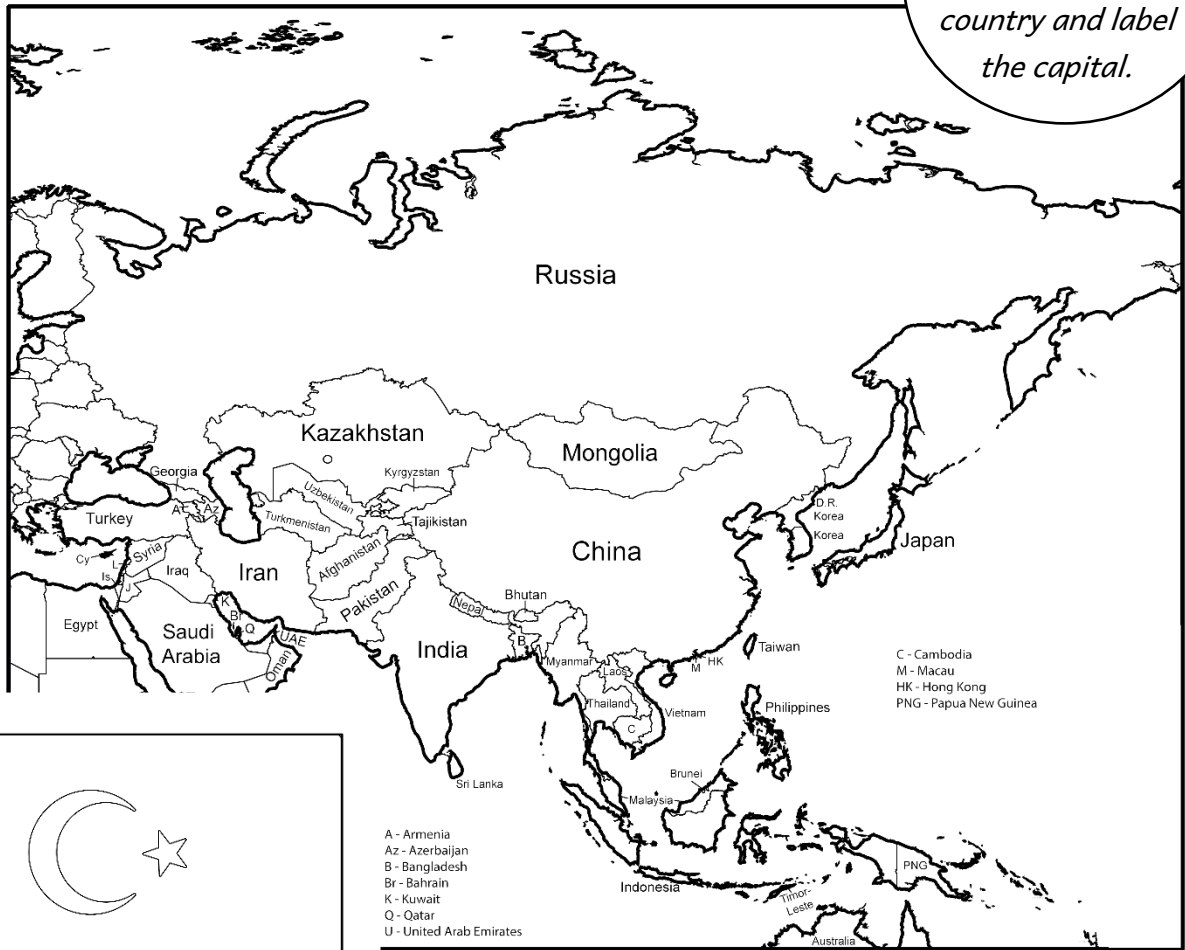 country and label
the capital.
Russia
Kazakhstan
Mongolia
Georgia
Kyrgyzstan
Uzbekistan
Turkmenistan
A
Az
Turkey
Tajikistan
D.R.
Korea
Korea
Japan
China
Cy
Syria
L
Is
J
Iraq
Iran
Afghanistan
Pakistan
Nepal
Bhutan
Egypt
K
Br
Q
UAE
Saudi
Arabia
Oman
India
B
Myanmar
Laos
M
HK
Taiwan
Thailand
C
Vietnam
Philippines
C - Cambodia
M - Macau
HK - Hong Kong
PNG - Papua New Guinea
Sri Lanka
Brunei
Malaysia
Indonesia
PNG
Timor-
Leste
Australia
A - Armenia
Az - Azerbaijan
B - Bangladesh
Br - Bahrain
K - Kuwait
Q - Qatar
U - United Arab Emirates